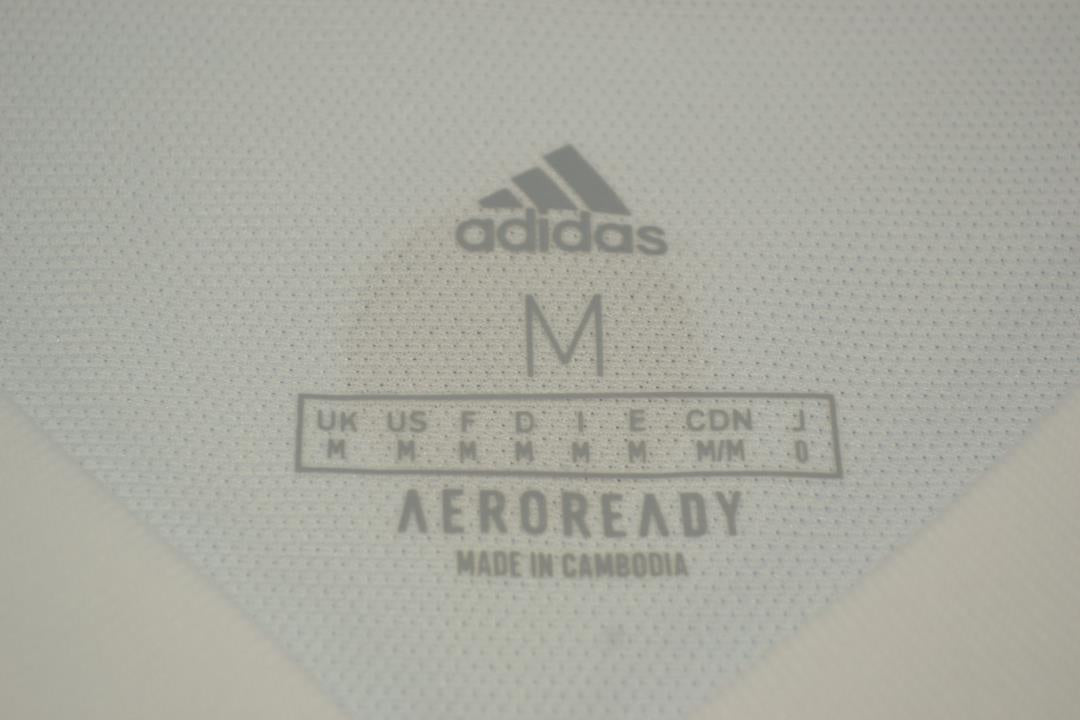 adidas
M
UK US F D I E CDN J
M M M M M M M/M O
AEROREADY
MADE IN CAMBODIA